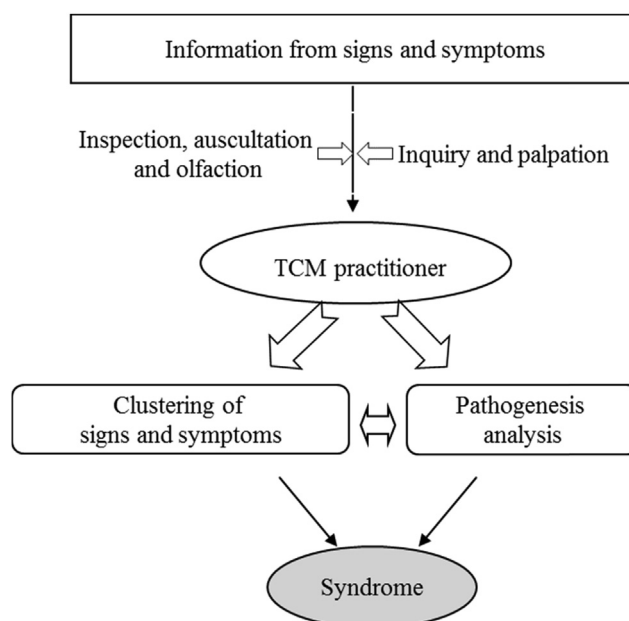 Information from signs and symptoms
Inspection, auscultation
and olfaction
Inquiry and palpation
TCM practitioner
Clustering of
signs and symptoms
Pathogenesis
analysis
Syndrome